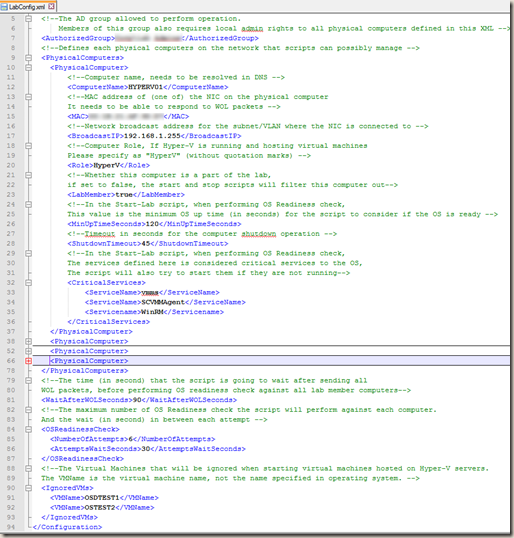 LabConfig.xml
5 <!--The AD group allowed to perform operation.
6 Members of this group also requires local admin rights to all physical computers defined in this XML -->
7 <AuthorizedGroup> </AuthorizedGroup>
8 <!--Defines each physical computers on the network that scripts can possibly manage -->
9 <PhysicalComputers>
10 <PhysicalComputer>
11 <!--Computer name, needs to be resolved in DNS -->
12 <ComputerName>HYPERV01</ComputerName>
13 <!--MAC address of (one of) the NIC on the physical computer
14 It needs to be able to respond to WOL packets -->
15 <MAC> </MAC>
16 <!--Network broadcast address for the subnet/VLAN where the NIC is connected to -->
17 <BroadcastIP>192.168.1.255</BroadcastIP>
18 <!--Computer Role, If Hyper-V is running and hosting virtual machines
19 Please specify as "HyperV" (without quotation marks) -->
20 <Role>HyperV</Role>
21 <!--Whether this computer is a part of the lab,
22 if set to false, the start and stop scripts will filter this computer out-->
23 <LabMember>true</LabMember>
24 <!--In the Start-Lab script, when performing OS Readiness check,
25 This value is the minimum OS up time (in seconds) for the script to consider if the OS is ready -->
26 <MinUpTimeSeconds>120</MinUpTimeSeconds>
27 <!--Timeout in seconds for the computer shutdown operation -->
28 <ShutdownTimeout>45</ShutdownTimeout>
29 <!--In the Start-Lab script, when performing OS Readiness check,
30 The services defined here is considered critical services to the OS,
31 The script will also try to start them if they are not running-->
32 <CriticalServices>
33 <ServiceName>vmms</ServiceName>
34 <ServiceName>SCVMMAgent</ServiceName>
35 <Servicename>WinRM</Servicename>
36 </CriticalServices>
37 </PhysicalComputer>
38 <PhysicalComputer>
52 <PhysicalComputer>
66 <PhysicalComputer>
78 </PhysicalComputers>
79 <!--The time (in second) that the script is going to wait after sending all
80 WOL packets, before performing OS readiness check against all lab member computers-->
81 <WaitAfterWOLSeconds>90</WaitAfterWOLSeconds>
82 <!--The maximum number of OS Readiness check the script will perform against each computer.
83 And the wait (in second) in between each attempt -->
84 <OSReadinessCheck>
85 <NumberOfAttempts>6</NumberOfAttempts>
86 <AttemptsWaitSeconds>30</AttemptsWaitSeconds>
87 </OSReadinessCheck>
88 <!--The Virtual Machines that will be ignored when starting virtual machines hosted on Hyper-V servers.
89 The VMName is the virtual machine name, not the name specified in operating system. -->
90 <IgnoredVMs>
91 <VMName>OSDTEST1</VMName>
92 <VMName>OSTEST2</VMName>
93 </IgnoredVMs>
94 </Configuration>